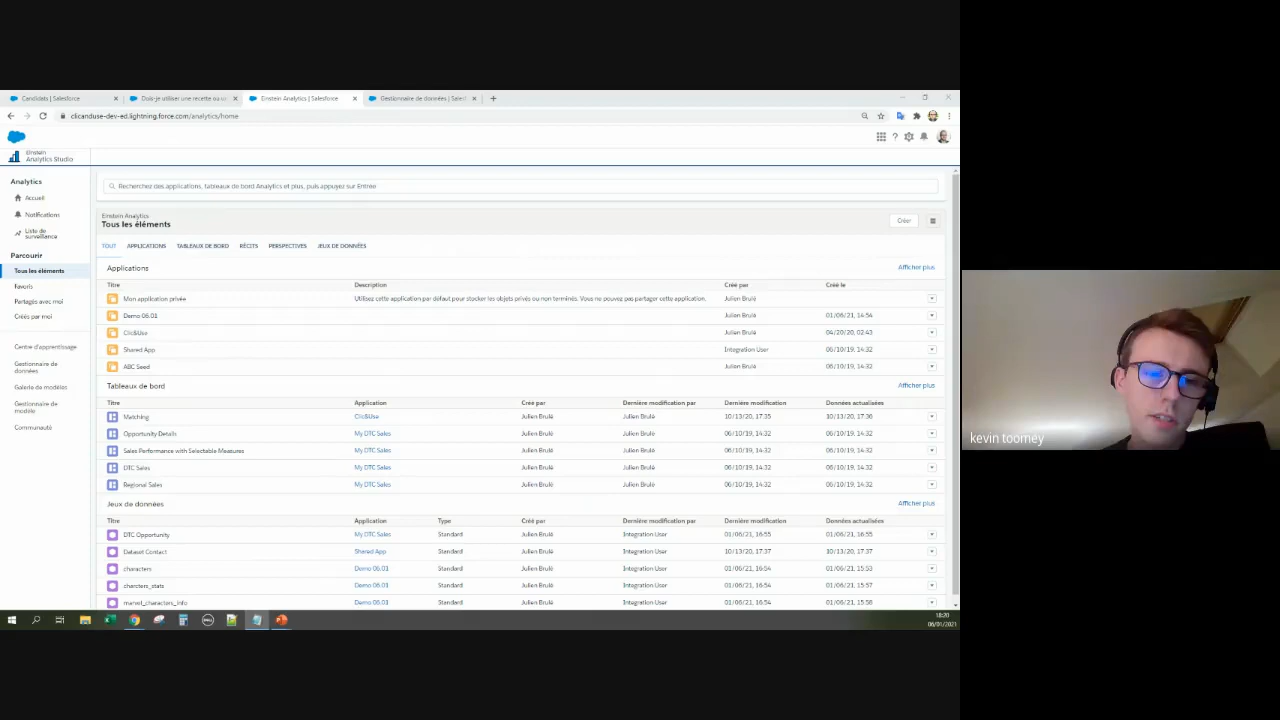 Candidats | Salesforce
Dois-je utiliser une recette ou un
Einstein Analytics | Salesforce
Gestionnaire de données | Salesf
clicanduse-dev-ed.lightning.force.com/analytics/home
Einstein
Analytics Studio
Analytics
Accueil
Notifications
Liste de
surveillance
Parcourir
Tous les éléments
Favoris
Partagés avec moi
Créés par moi
Centre d'apprentissage
Gestionnaire de
données
Galerie de modèles
Gestionnaire de
modèle
Communauté
Recherchez des applications, tableaux de bord Analytics et plus, puis appuyez sur Entrée
Einstein Analytics
Tous les éléments
Créer
TOUT APPLICATIONS TABLEAUX DE BORD RÉCITS PERSPECTIVES JEUX DE DONNÉES
Applications Afficher plus
Titre Description Créé par Créé le
Mon application privée Utilisez cette application par défaut pour stocker les objets privés ou non terminés. Vous ne pouvez pas partager cette application. Julien Brulé
Demo 06.01 Julien Brulé 01/06/21, 14:54
Clic&Use Julien Brulé 04/20/20, 02:43
Shared App Integration User 06/10/19, 14:32
ABC Seed Julien Brulé 06/10/19, 14:32
Tableaux de bord Afficher plus
Titre Application Créé par Dernière modification par Dernière modification Données actualisées
Matching Clic&Use Julien Brulé Julien Brulé 10/13/20, 17:35 10/13/20, 17:36
Opportunity Details My DTC Sales Julien Brulé Julien Brulé 06/10/19, 14:32 06/10/19, 14:32
Sales Performance with Selectable Measures My DTC Sales Julien Brulé Julien Brulé 06/10/19, 14:32 06/10/19, 14:32
DTC Sales My DTC Sales Julien Brulé Julien Brulé 06/10/19, 14:32 06/10/19, 14:32
Regional Sales My DTC Sales Julien Brulé Julien Brulé 06/10/19, 14:32 06/10/19, 14:32
Jeux de données Afficher plus
Titre Application Type Créé par Dernière modification par Dernière modification Données actualisées
DTC Opportunity My DTC Sales Standard Julien Brulé Integration User 01/06/21, 16:55 01/06/21, 16:55
Dataset Contact Shared App Standard Julien Brulé Integration User 10/13/20, 17:37 10/13/20, 17:37
characters Demo 06.01 Standard Julien Brulé Integration User 01/06/21, 16:54 01/06/21, 15:53
charcters_stats Demo 06.01 Standard Julien Brulé Integration User 01/06/21, 16:54 01/06/21, 15:57
marvel_characters_info Demo 06.01 Standard Julien Brulé Integration User 01/06/21, 16:54 01/06/21, 15:58
18:20
06/01/2021
kevin toomey